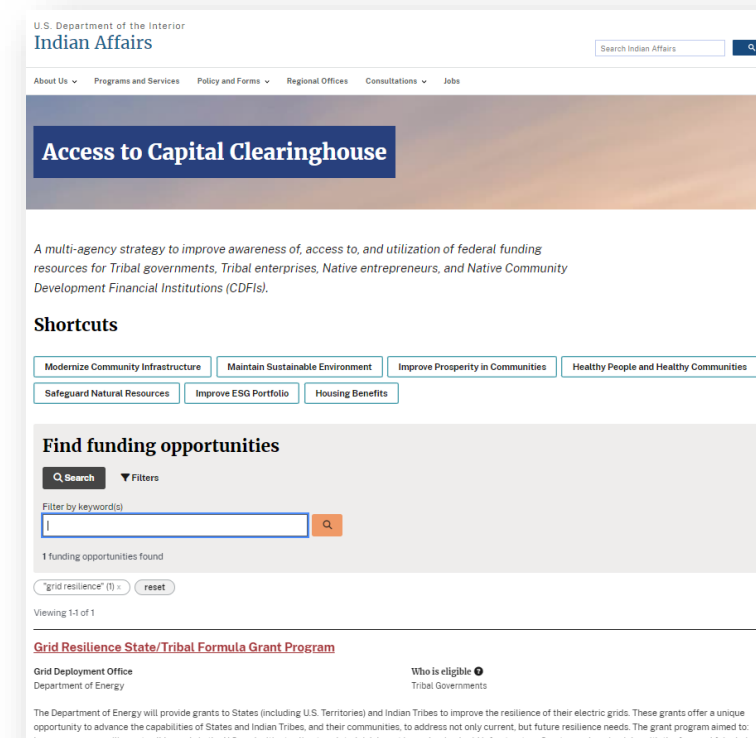 U.S. Department of the Interior
Indian Affairs
Search Indian Affairs
About Us Programs and Services Policy and Forms Regional Offices Consultations Jobs
Access to Capital Clearinghouse
A multi-agency strategy to improve awareness of, access to, and utilization of federal funding
resources for Tribal governments, Tribal enterprises, Native entrepreneurs, and Native Community
Development Financial Institutions (CDFIs).
Shortcuts
Modernize Community Infrastructure Maintain Sustainable Environment Improve Prosperity in Communities Healthy People and Healthy Communities
Safeguard Natural Resources Improve ESG Portfolio Housing Benefits
Find funding opportunities
Search Filters
Filter by keyword(s)
1 funding opportunities found
"grid resilience" (1) x reset
Viewing 1-1 of 1
Grid Resilience State/Tribal Formula Grant Program
Grid Deployment Office Who is eligible ?
Department of Energy Tribal Governments
The Department of Energy will provide grants to States (including U.S. Territories) and Indian Tribes to improve the resilience of their electric grids. These grants offer a unique
opportunity to advance the capabilities of States and Indian Tribes, and their communities, to address not only current, but future resilience needs. The grant program aimed to: